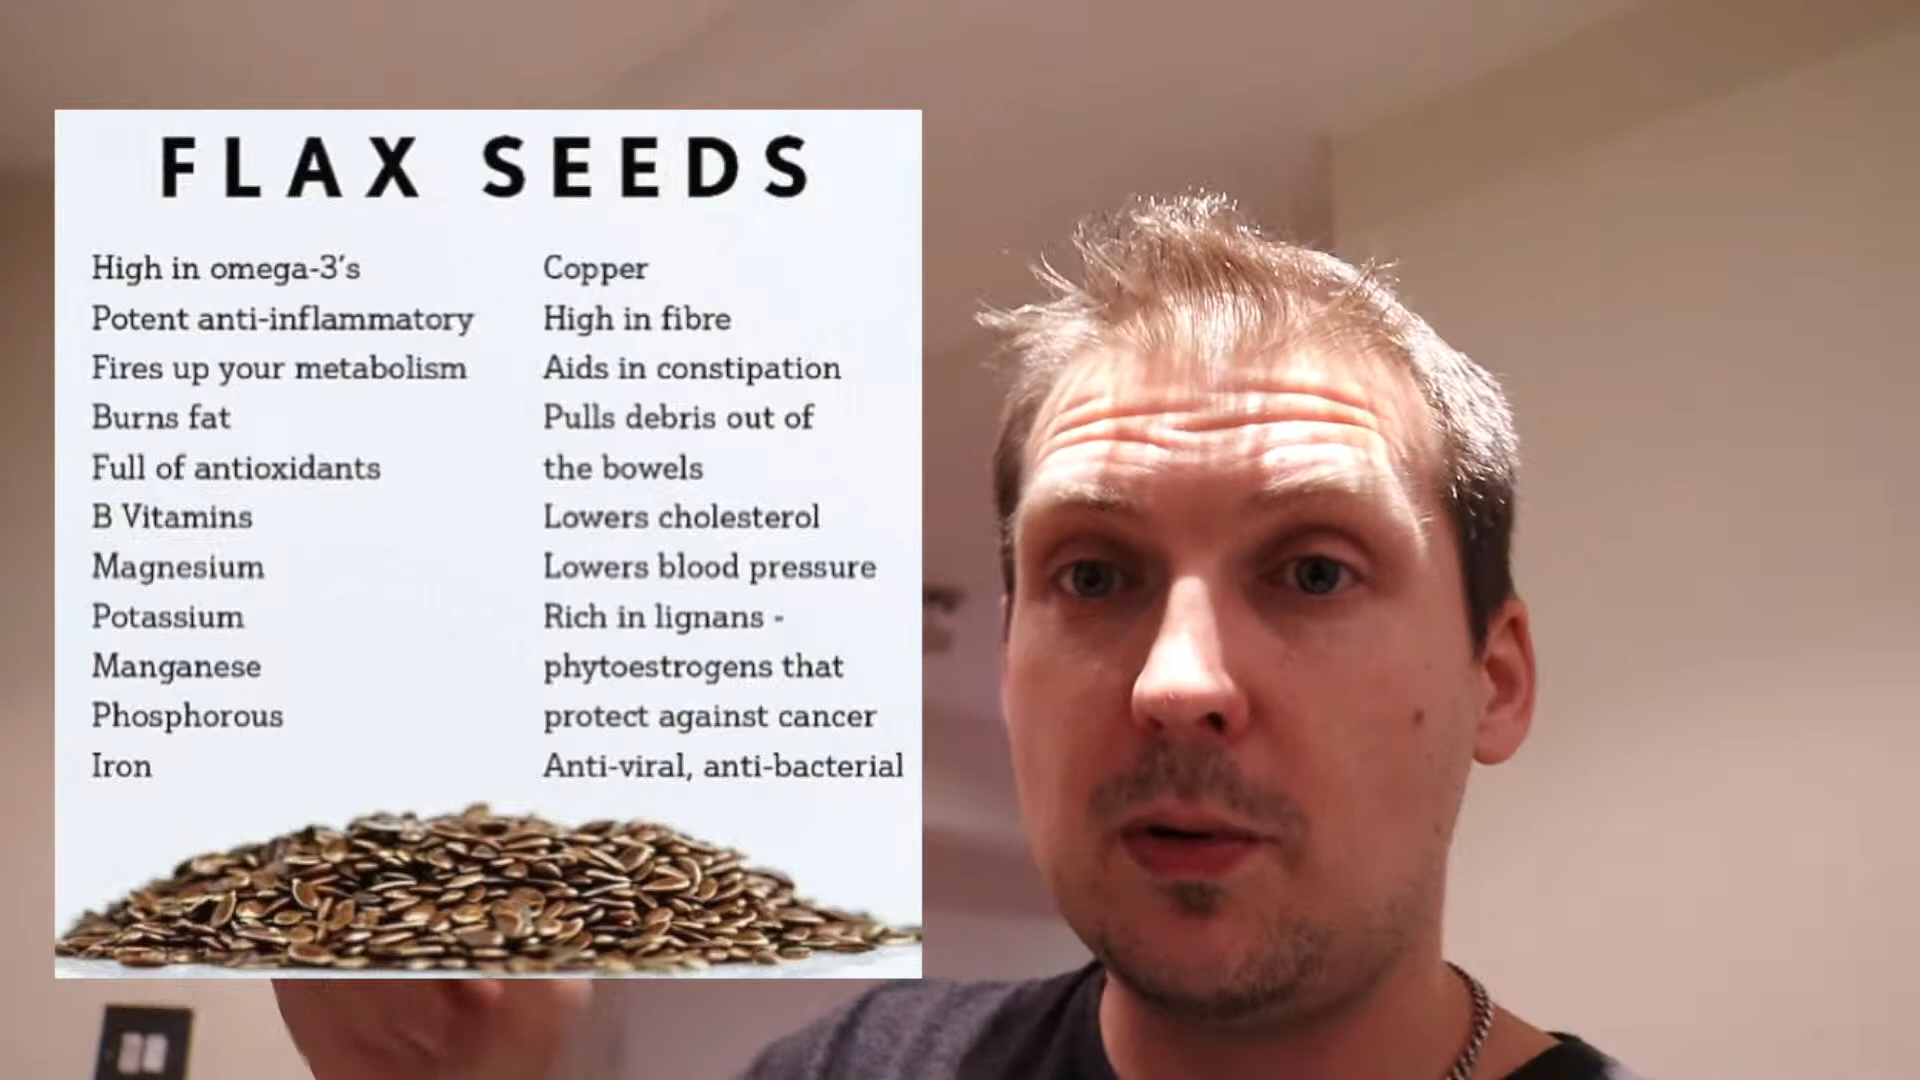 FLAX SEEDS
High in omega-3's
Potent anti-inflammatory
Fires up your metabolism
Burns fat
Full of antioxidants
B Vitamins
Magnesium
Potassium
Manganese
Phosphorous
Iron
Copper
High in fibre
Aids in constipation
Pulls debris out of
the bowels
Lowers cholesterol
Lowers blood pressure
Rich in lignans -
phytoestrogens that
protect against cancer
Anti-viral, anti-bacterial